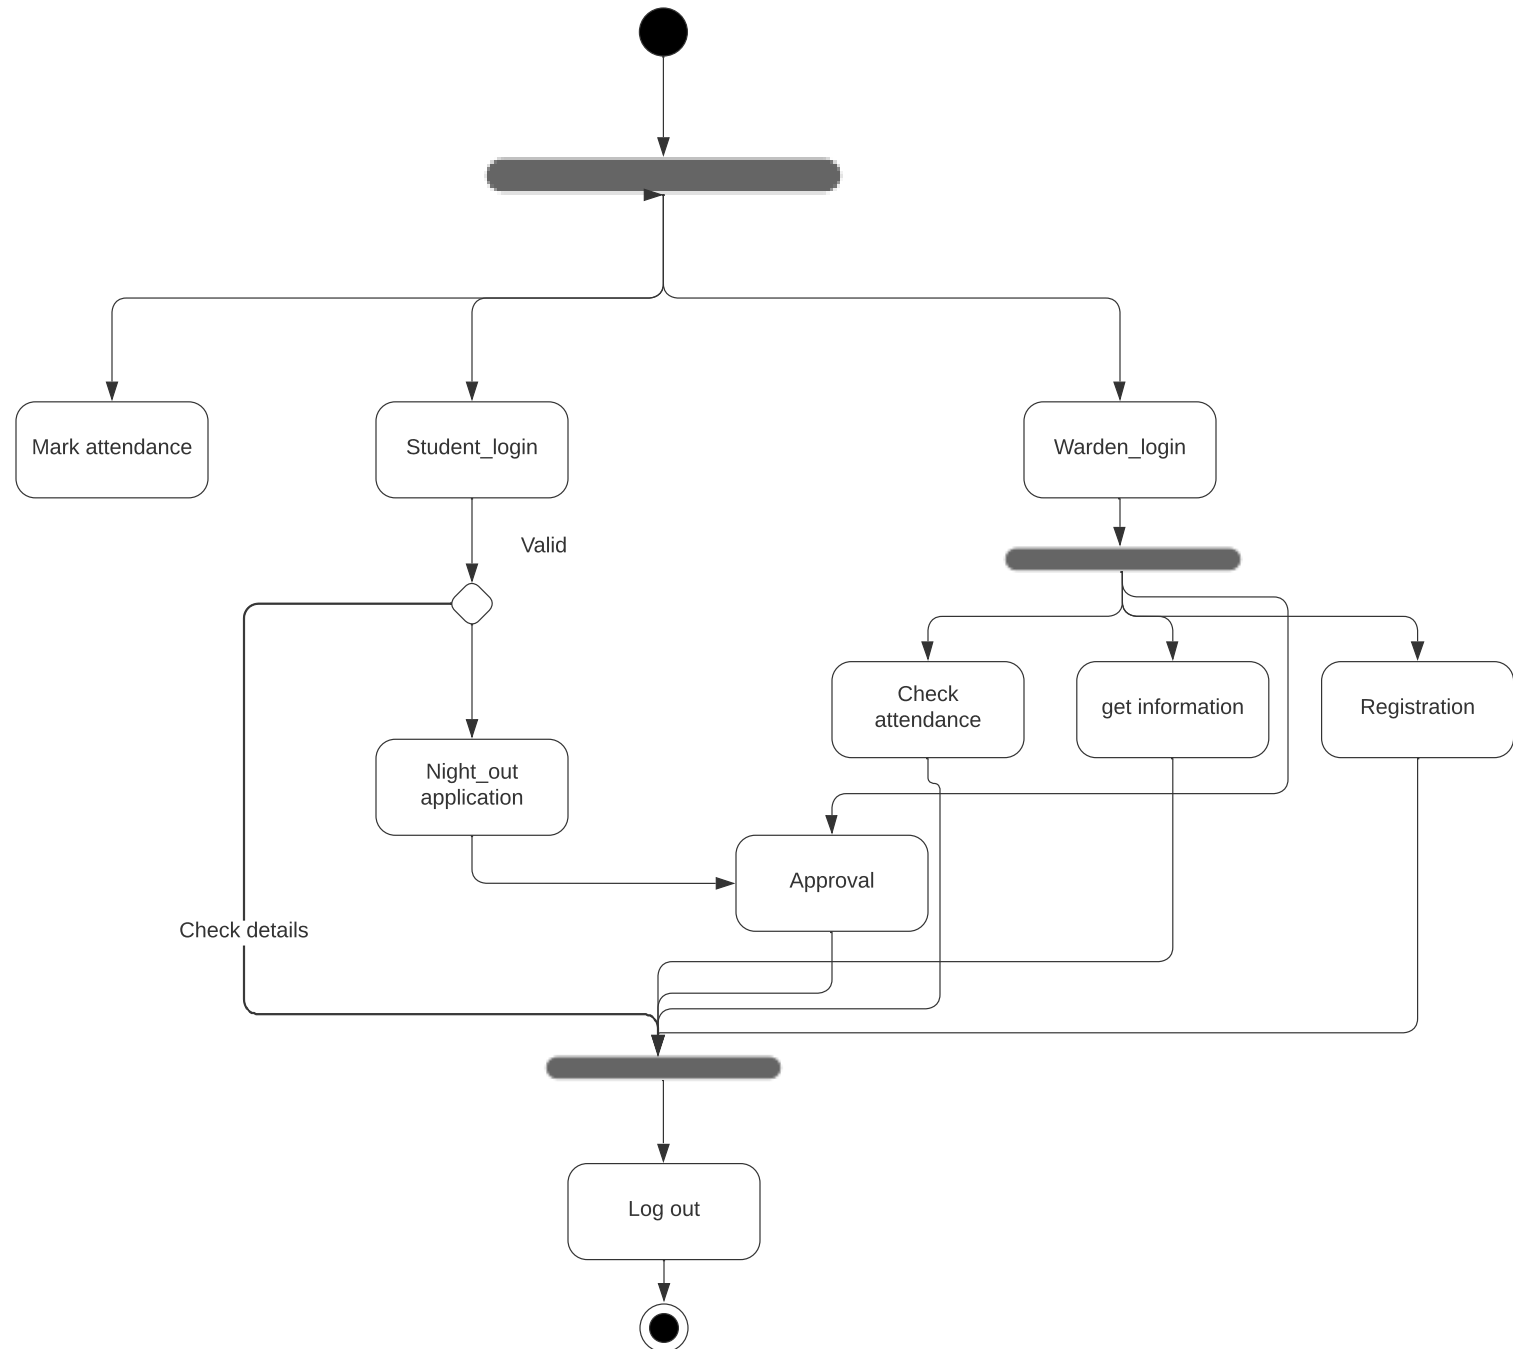 Mark attendance
Student_login
Warden_login
Valid
Check
attendance
get information
Registration
Night_out
application
Approval
Check details
Log out